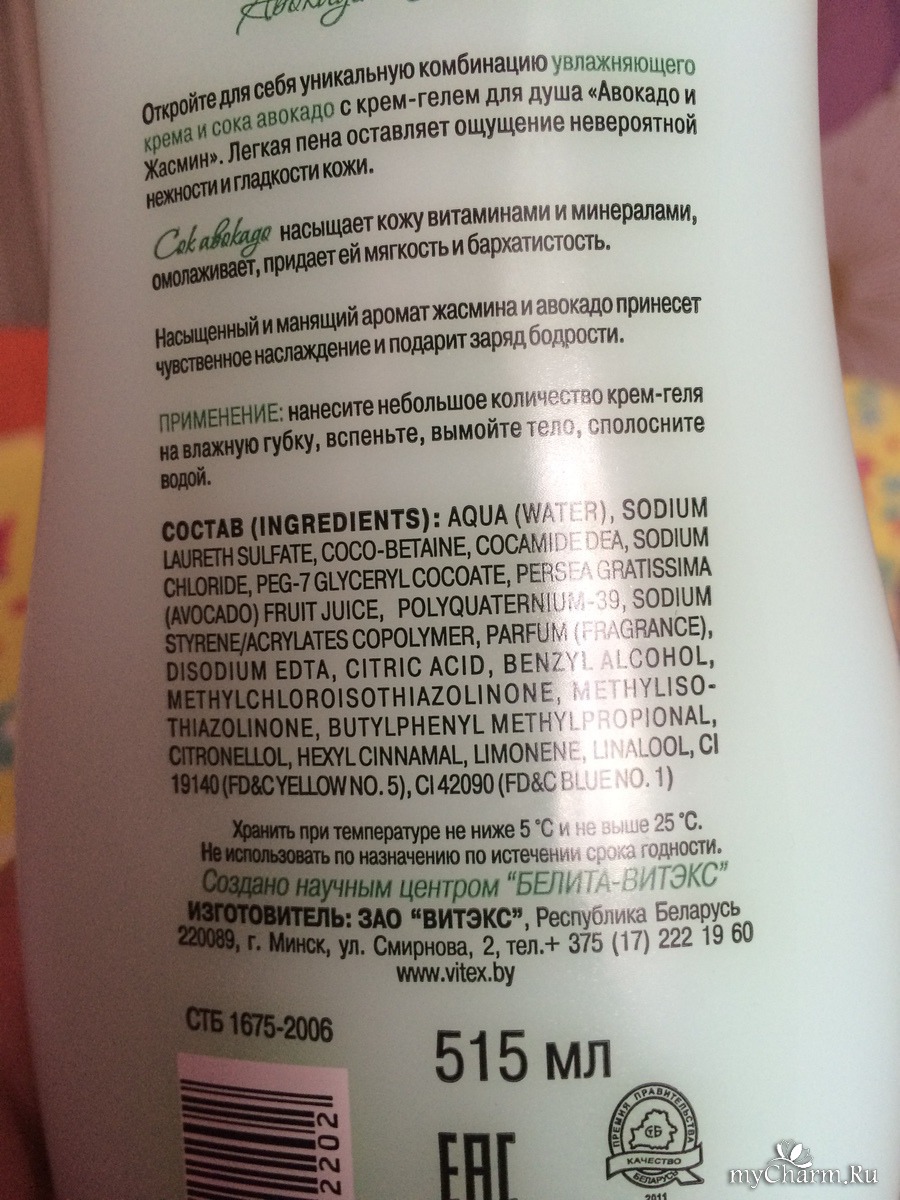 Откройте для себя уникальную комбинацию увлажняющего
крема и сока авокадо с крем-гелем для душа «Авокадо и
Жасмин». Легкая пена оставляет ощущение невероятной
нежности и гладкости кожи.
Сок авокадо насыщает кожу витаминами и минералами,
омолаживает, придает ей мягкость и бархатистость.
Насыщенный и манящий аромат жасмина и авокадо принесет
чувственное наслаждение и подарит заряд бодрости.
ПРИМЕНЕНИЕ: нанесите небольшое количество крем-геля
на влажную губку, вспеньте, вымойте тело, сполосните
водой.
СОСТАВ (INGREDIENTS): AQUA (WATER), SODIUM
LAURETH SULFATE, COCO-BETAINE, COCAMIDE DEA, SODIUM
CHLORIDE, PEG-7 GLYCERYL COCOATE, PERSEA GRATISSIMA
(AVOCADO) FRUIT JUICE, POLYQUATERNIUM-39, SODIUM
STYRENE/ACRYLATES COPOLYMER, PARFUM (FRAGRANCE),
DISODIUM EDTA, CITRIC ACID, BENZYL ALCOHOL,
METHYLCHLOROISOTHIAZOLINONE, METHYLISO-
THIAZOLINONE, BUTYLPHENYL METHYLPROPIONAL,
CITRONELLOL, HEXYL CINNAMAL, LIMONENE, LINALOOL, CI
19140 (FD&C YELLOW NO. 5), CI 42090 (FD&C BLUE NO. 1)
Хранить при температуре не ниже 5 °C и не выше 25 °C.
Не использовать по назначению по истечении срока годности.
Создано научным центром "БЕЛИТА-ВИТЭКС"
ИЗГОТОВИТЕЛЬ: ЗАО "ВИТЭКС", Республика Беларусь
220089, г. Минск, ул. Смирнова, 2, тел.+ 375 (17) 222 19 60
www.vitex.by
СТБ 1675-2006
515 мл
2202
EAC
ПРЕМИЯ ПРАВИТЕЛЬСТВА
СТБ
КАЧЕСТВО
БЕЛАРУСЬ
2011
myCharm.Ru